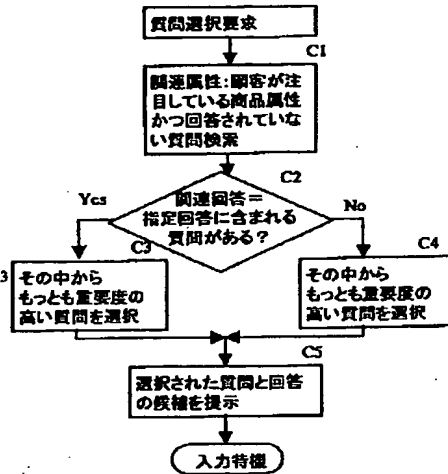 質問選択要求
C1
関連属性:顧客が注
目している商品属性
かつ回答されていな
い質問検索
C2
関連回答=
指定回答に含まれる
質問がある?
Yes
No
C3
3
その中から
もっとも重要度の
高い質問を選択
C4
その中から
もっとも重要度の
高い質問を選択
C5
選択された質問と回答
の候補を提示
入力待機